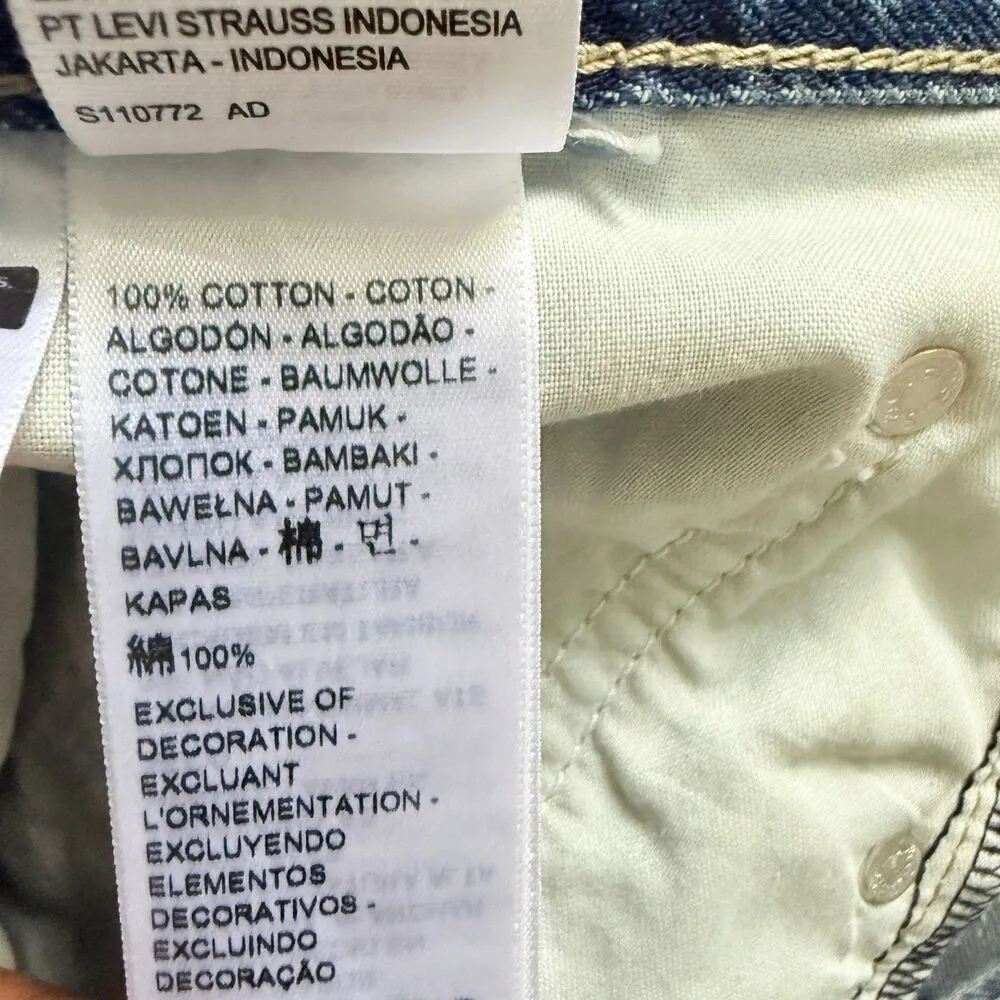 PT LEVI STRAUSS INDONESIA
JAKARTA - INDONESIA
S110772 AD
100% COTTON - COTON -
ALGODÓN - ALGODÃO -
COTONE - BAUMWOLLE -
KATOEN - PAMUK -
ХЛОПОК - BAMBAKI -
BAWEŁNA - PAMUT -
BAVLNA - 棉 - 면 -
KAPAS
綿100%
EXCLUSIVE OF
DECORATION -
EXCLUANT
L'ORNEMENTATION -
EXCLUYENDO
ELEMENTOS
DECORATIVOS -
EXCLUINDO
DECORAÇÃO